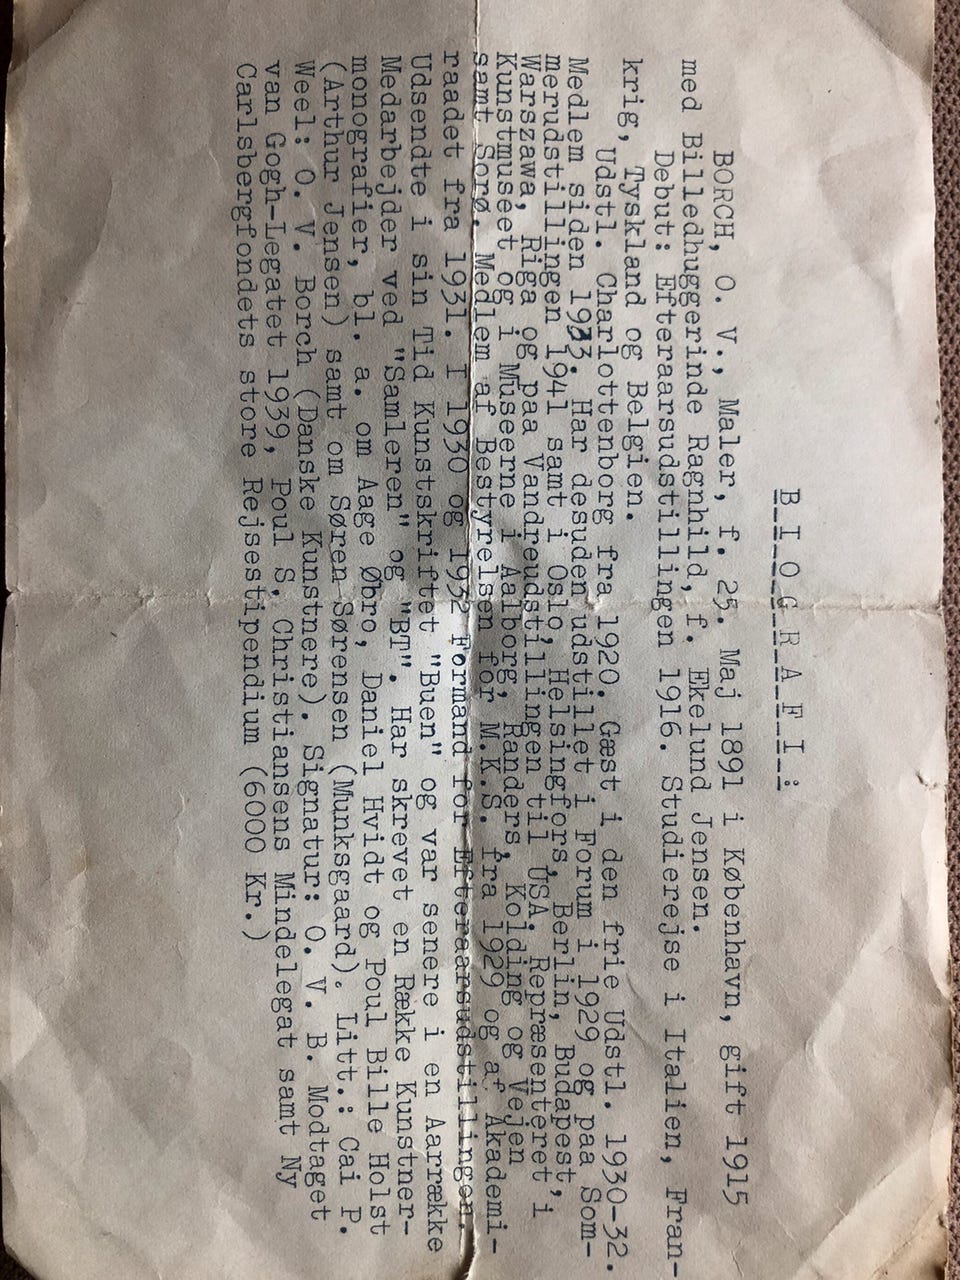 B I O G R A F I :
BORCH, O. V., Maler, f. 25. Maj 1891 i København, gift 1915
med Billedhuggerinde Ragnhild, f. Ekelund Jensen.
Debut: Efteraarsudstillingen 1916. Studierejse i Italien, Fran-
krig, Tyskland og Belgien.
Udstl. Charlottenborg fra 1920. Gæst i den frie Udstl. 1930-32.
Medlem siden 1933. Har desuden udstillet i Forum i 1929 og paa Som-
merudstillingen 1941 samt i Oslo, Helsingfors, Berlin, Budapest,
Warszawa, Riga og paa Vandreudstillingen til USA. Repræsenteret i
Kunstmuseet og i Museerne i Aalborg, Randers, Kolding og Vejen
samt Sorø. Medlem af Bestyrelsen for M.K.S. fra 1929 og af Akademi-
raadet fra 1931. I 1930 og 1932 Formand for Efteraarsudstillingen.
Udsendte i sin Tid Kunstskriftet "Buen" og var senere i en Aarrække
Medarbejder ved "Samleren" og "BT". Har skrevet en Række Kunstner-
monografier, bl. a. om Aage Øbro, Daniel Hvidt og Poul Bille Holst
(Arthur Jensen) samt om Søren Sørensen (Munksgaard). Litt.: Cai P.
Weel: O. V. Borch (Danske Kunstnere). Signatur: O. V. B. Modtaget
van Gogh-Legatet 1939, Poul S. Christiansens Mindelegat samt Ny
Carlsbergfondets store Rejsestipendium (6000 Kr.)